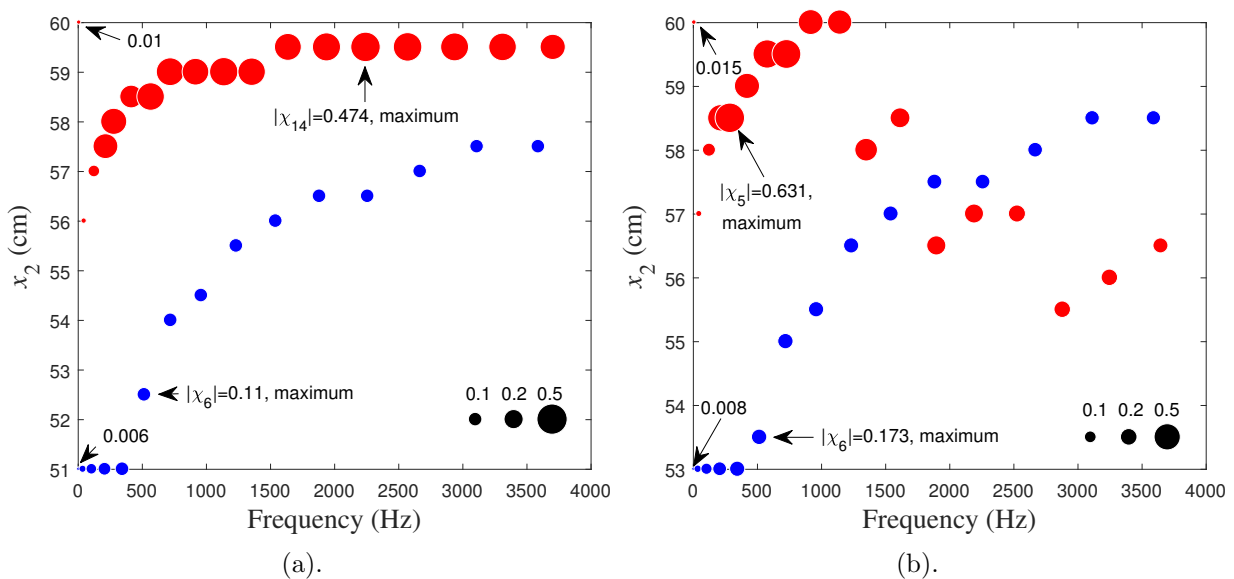 60
59
58
57
56
55
54
53
52
51
x2 (cm)
0.01
|χ14|=0.474, maximum
|χ6|=0.11, maximum
0.006
0.1 0.2 0.5
0 500 1000 1500 2000 2500 3000 3500 4000
Frequency (Hz)
(a).
60
59
58
57
56
55
54
53
x2 (cm)
0.015
|χ5|=0.631,
maximum
0.008
|χ6|=0.173, maximum
0.1 0.2 0.5
0 500 1000 1500 2000 2500 3000 3500 4000
Frequency (Hz)
(b).